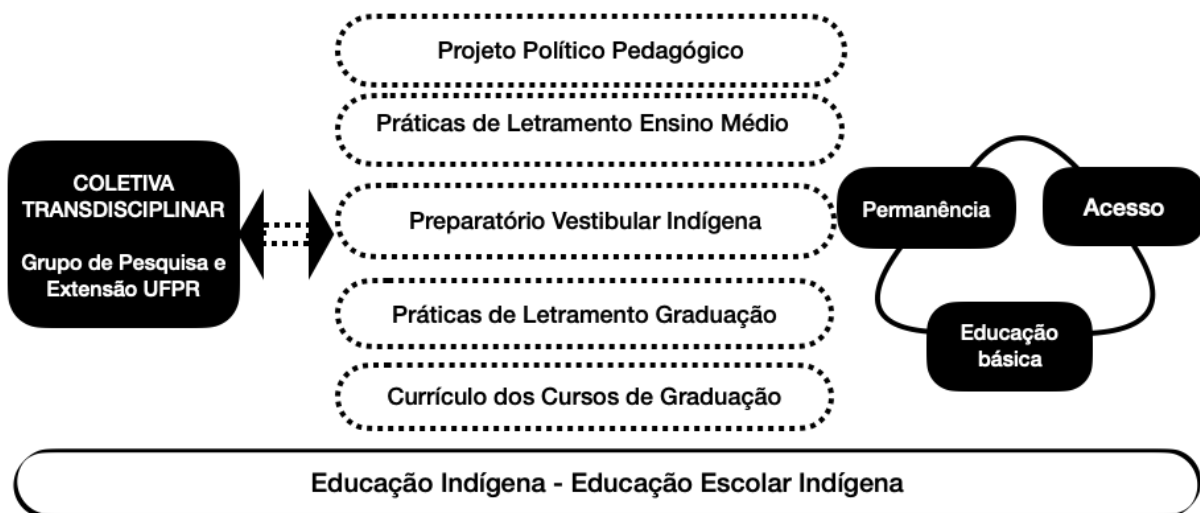 Projeto Político Pedagógico
Práticas de Letramento Ensino Médio
COLETIVA
TRANSDISCIPLINAR
Grupo de Pesquisa e
Extensão UFPR
Preparatório Vestibular Indígena
Práticas de Letramento Graduação
Currículo dos Cursos de Graduação
Permanência
Acesso
Educação
básica
Educação Indígena - Educação Escolar Indígena